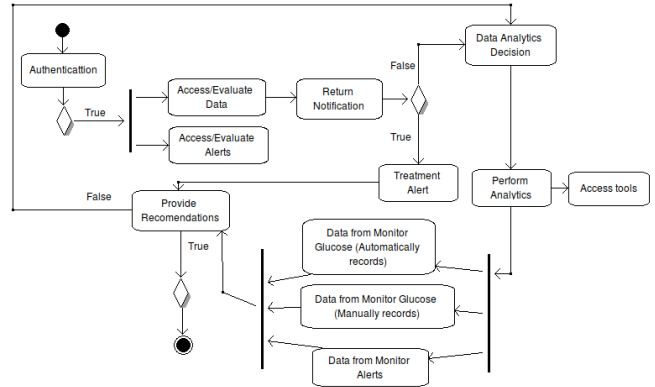 Data Analytics
Decision
Authenticattion
False
Access/Evaluate
Data
Return
Notification
True
True
Access/Evaluate
Alerts
Treatment
Alert
Perform
Analytics
Access tools
False
Provide
Recomendations
True
Data from Monitor
Glucose (Automatically
records)
Data from Monitor Glucose
(Manually records)
Data from Monitor
Alerts